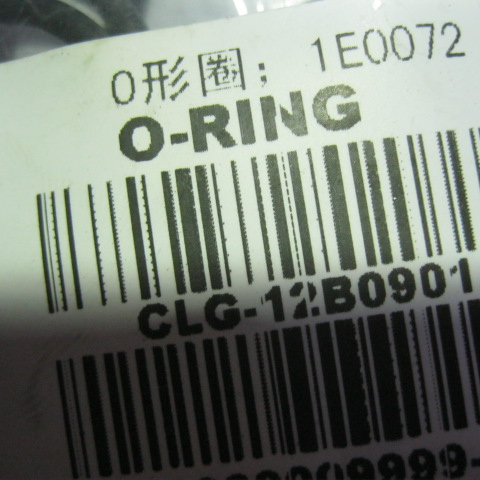 O形圈; 1E0072
O-RING
CLG-12B0901